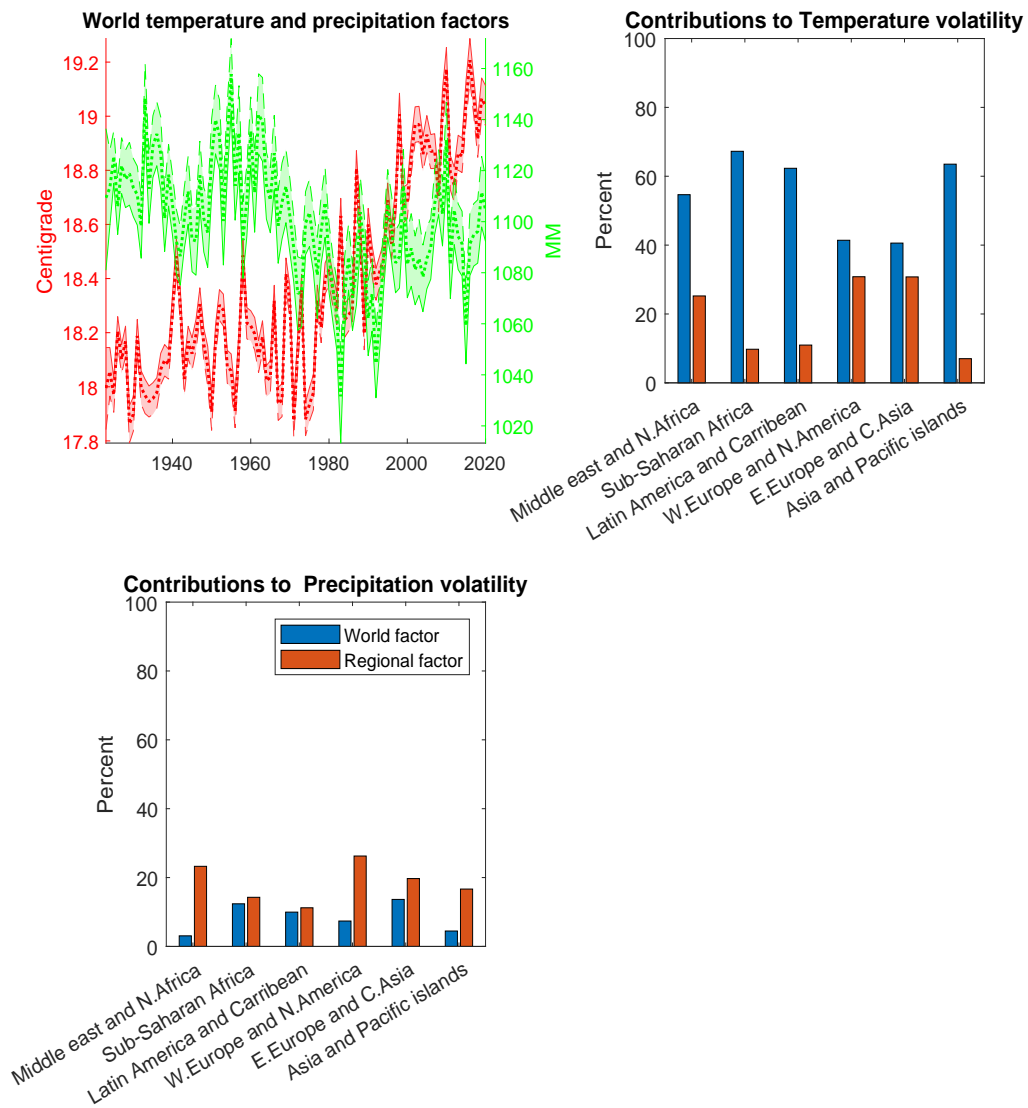 World temperature and precipitation factors
19.2
19
18.8
18.6
18.4
18.2
18
17.8
Centigrade
1160
1140
1120
1100
1080
1060
1040
1020
MM
1940
1960
1980
2000
2020
Contributions to Temperature volatility
100
80
60
40
20
0
Percent
Middle east and N.Africa
Sub-Saharan Africa
Latin America and Carribean
W.Europe and N.America
E.Europe and C.Asia
Asia and Pacific islands
Contributions to  Precipitation volatility
100
80
60
40
20
0
Percent
World factor
Regional factor
Middle east and N.Africa
Sub-Saharan Africa
Latin America and Carribean
W.Europe and N.America
E.Europe and C.Asia
Asia and Pacific islands